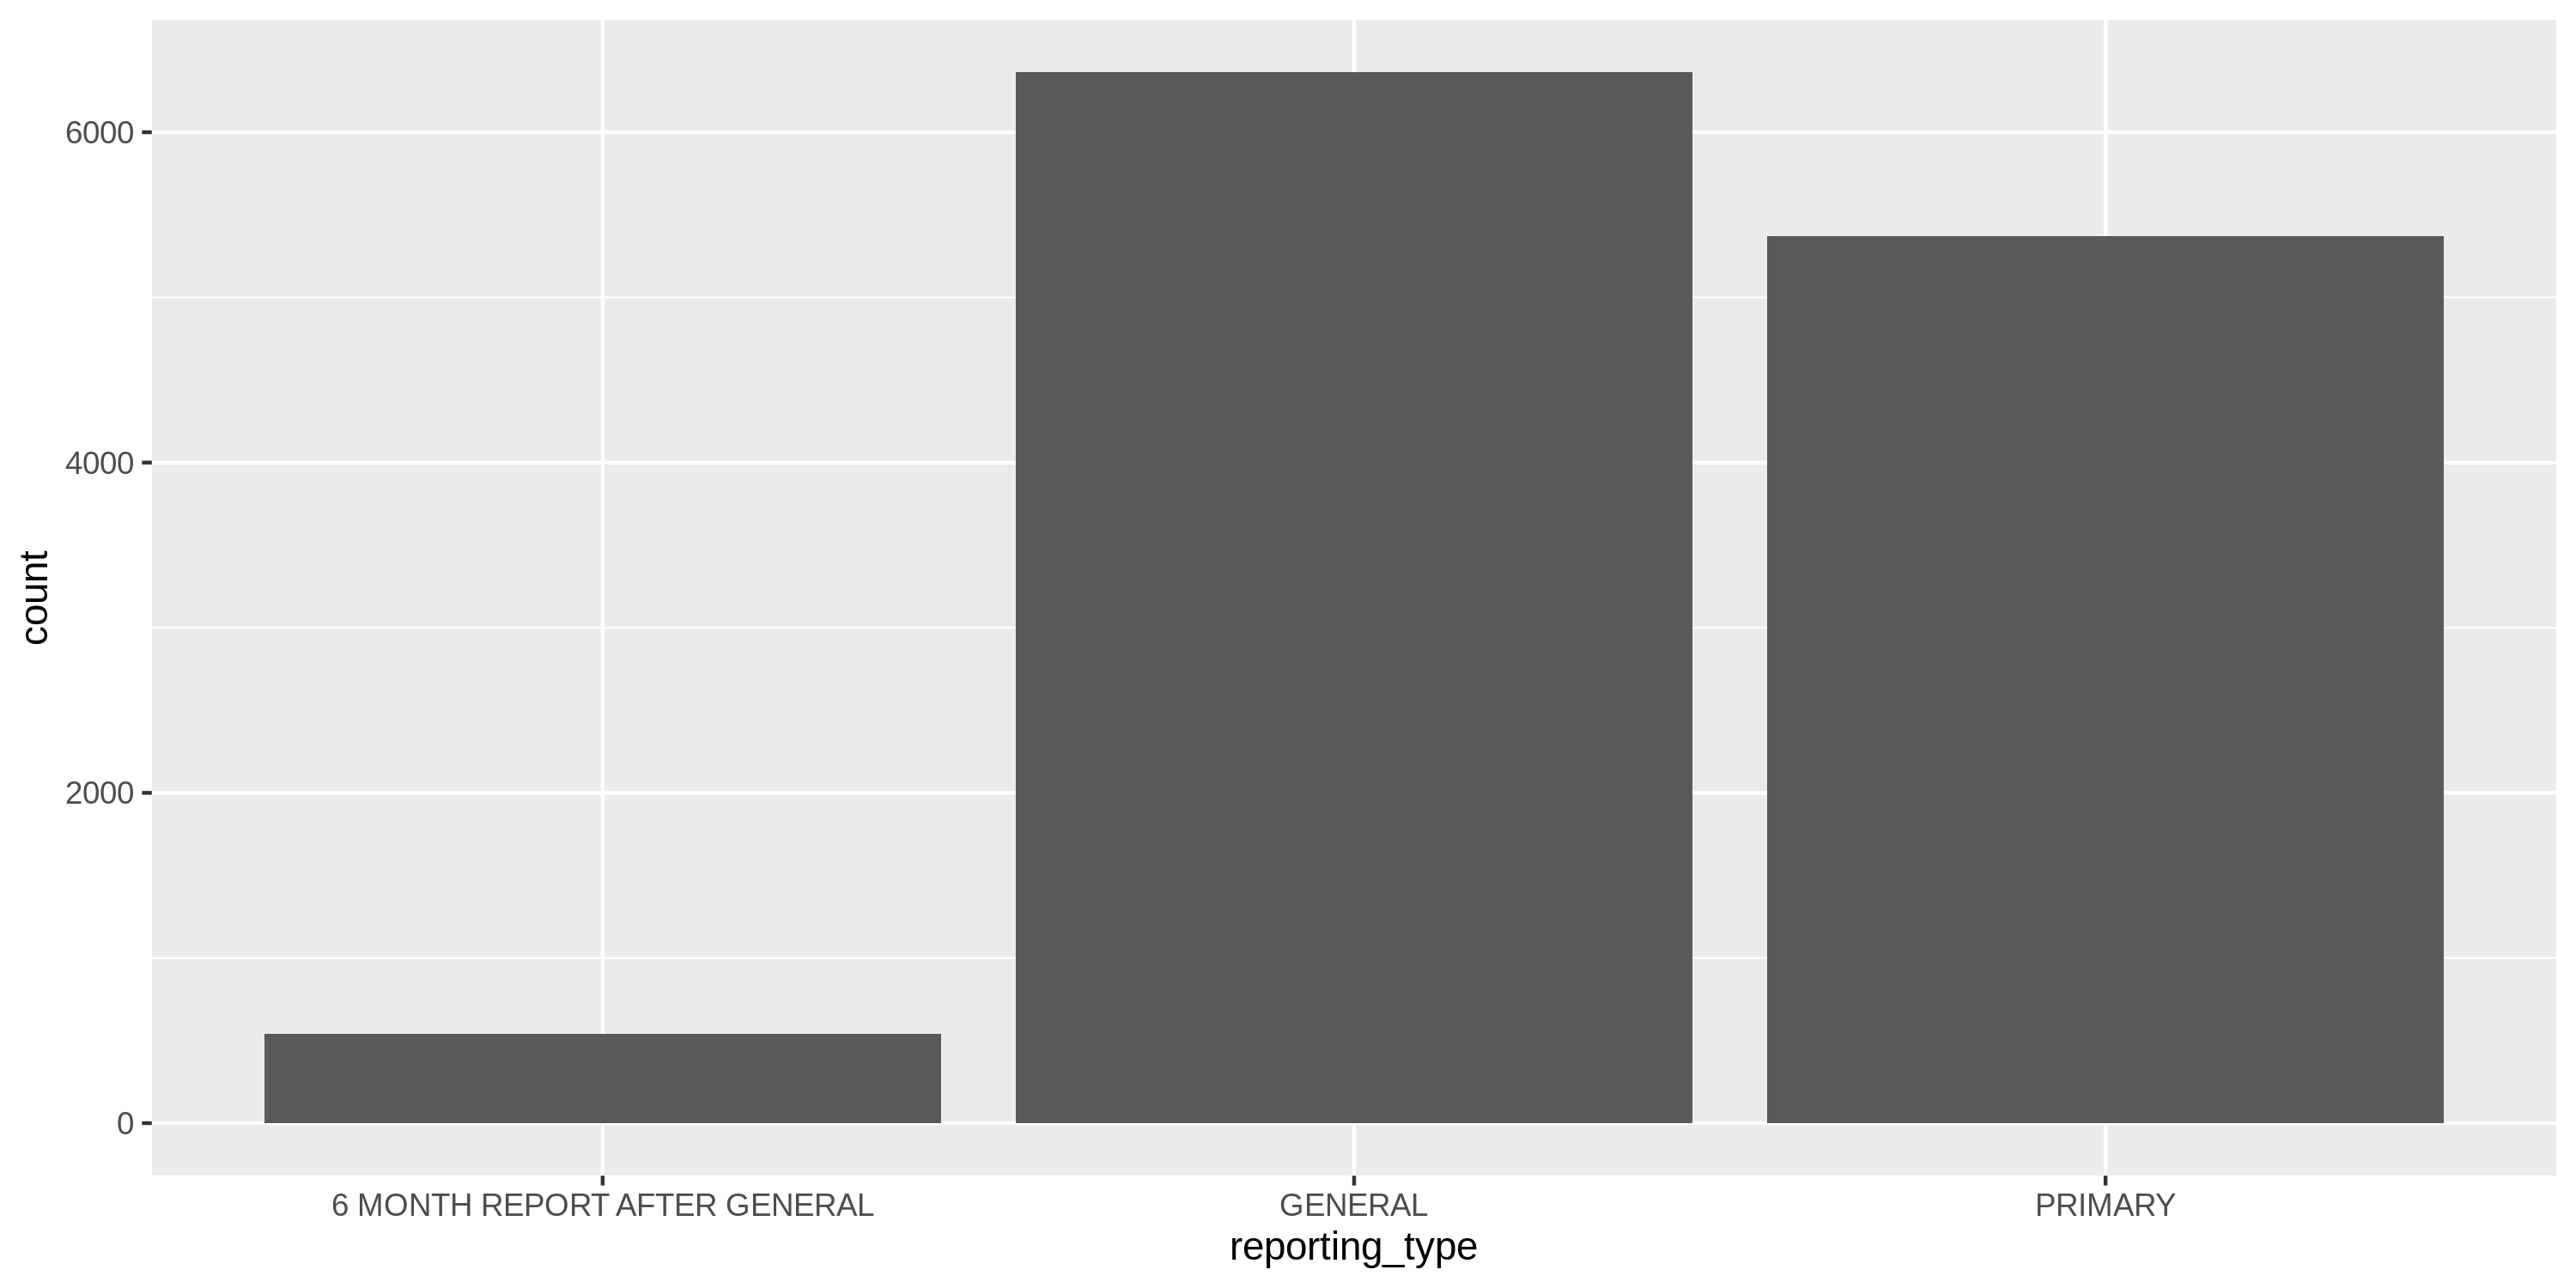 6000
4000
2000
0
count
6 MONTH REPORT AFTER GENERAL
GENERAL
PRIMARY
reporting_type